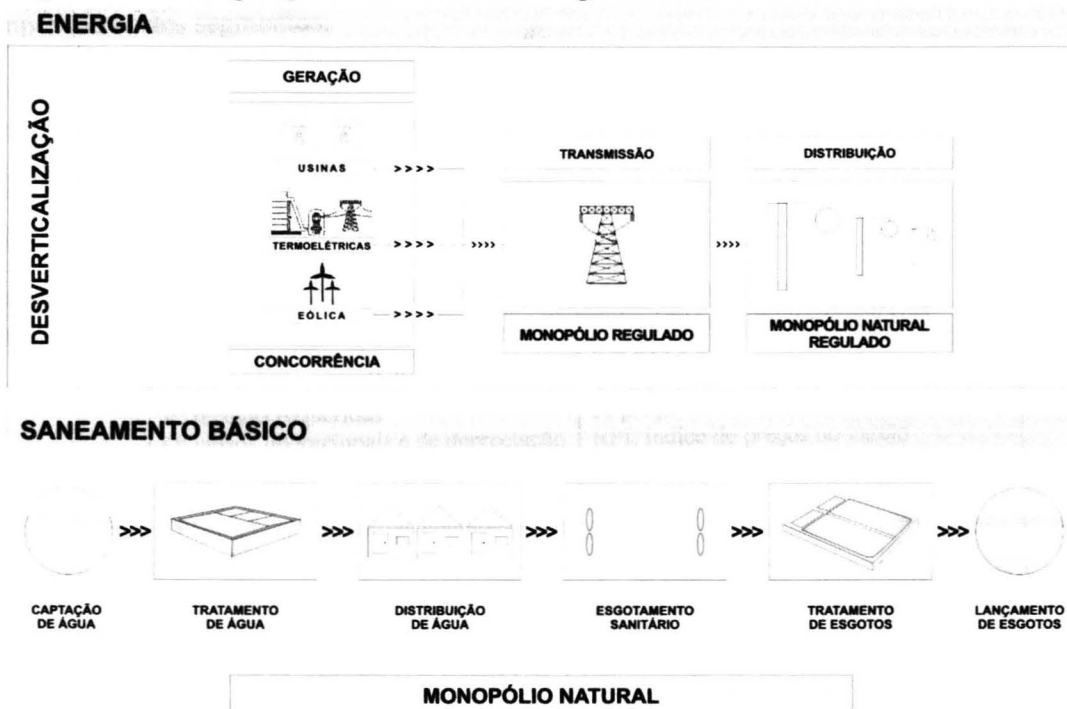 ENERGIA
DESVERTICALIZAÇÃO
GERAÇÃO
USINAS >>>>
TERMOELÉTRICAS >>>> >>>>
EÓLICA >>>>
CONCORRÊNCIA
TRANSMISSÃO
MONOPÓLIO REGULADO
>>>>
DISTRIBUIÇÃO
MONOPÓLIO NATURAL
REGULADO
SANEAMENTO BÁSICO
>>> >>> >>> >>> >>>
CAPTAÇÃO
DE ÁGUA
TRATAMENTO
DE ÁGUA
DISTRIBUIÇÃO
DE ÁGUA
ESGOTAMENTO
SANITÁRIO
TRATAMENTO
DE ESGOTOS
LANÇAMENTO
DE ESGOTOS
MONOPÓLIO NATURAL